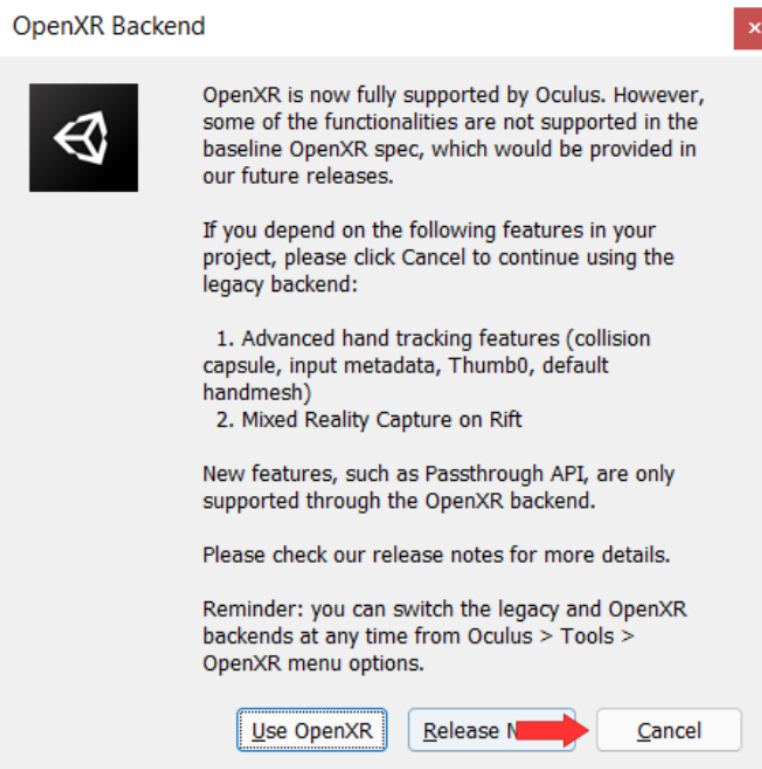 OpenXR Backend
OpenXR is now fully supported by Oculus. However,
some of the functionalities are not supported in the
baseline OpenXR spec, which would be provided in
our future releases.
If you depend on the following features in your
project, please click Cancel to continue using the
legacy backend:
1. Advanced hand tracking features (collision
capsule, input metadata, Thumb0, default
handmesh)
2. Mixed Reality Capture on Rift
New features, such as Passthrough API, are only
supported through the OpenXR backend.
Please check our release notes for more details.
Reminder: you can switch the legacy and OpenXR
backends at any time from Oculus > Tools >
OpenXR menu options.
Use OpenXR Release Cancel